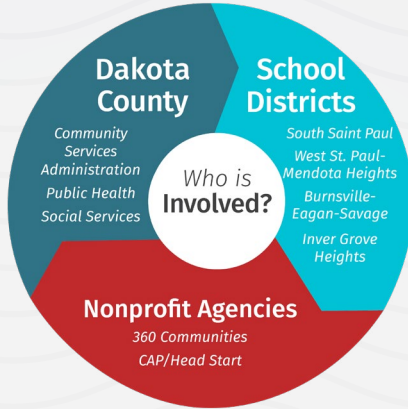 Dakota
County
Community
Services
Administration
Public Health
Social Services
School
Districts
South Saint Paul
West St. Paul-
Mendota Heights
Burnsville-
Eagan-Savage
Inver Grove
Heights
Who is
Involved?
Nonprofit Agencies
360 Communities
CAP/Head Start